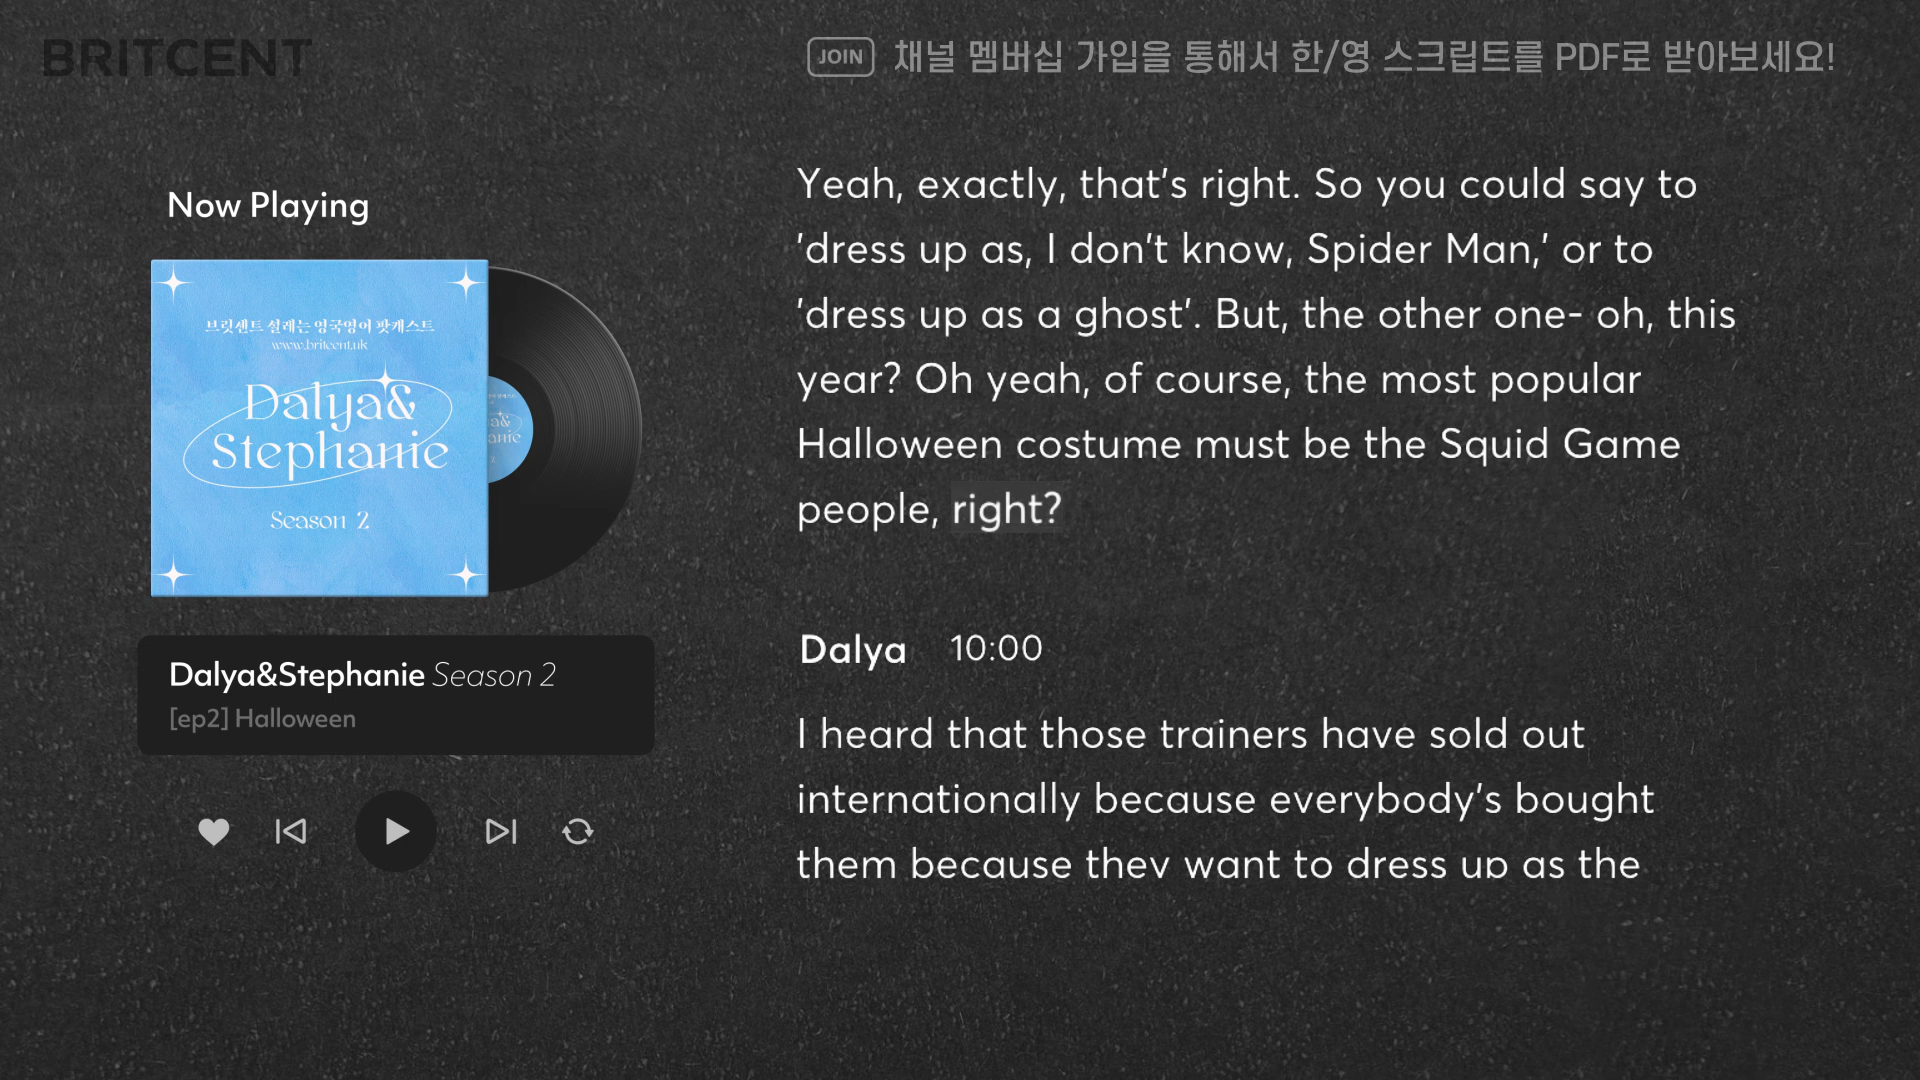 BRITCENT
JOIN 채널 멤버십 가입을 통해서 한/영 스크립트를 PDF로 받아보세요!
Now Playing
브릿센트 설레는 영국영어 팟캐스트
www.britcent.uk
Dalya&
Stephanie
Season 2
Dalya&Stephanie Season 2
[ep2] Halloween
Yeah, exactly, that's right. So you could say to
'dress up as, I don't know, Spider Man,' or to
'dress up as a ghost'. But, the other one- oh, this
year? Oh yeah, of course, the most popular
Halloween costume must be the Squid Game
people, right?
Dalya 10:00
I heard that those trainers have sold out
internationally because everybody's bought
them because they want to dress up as the